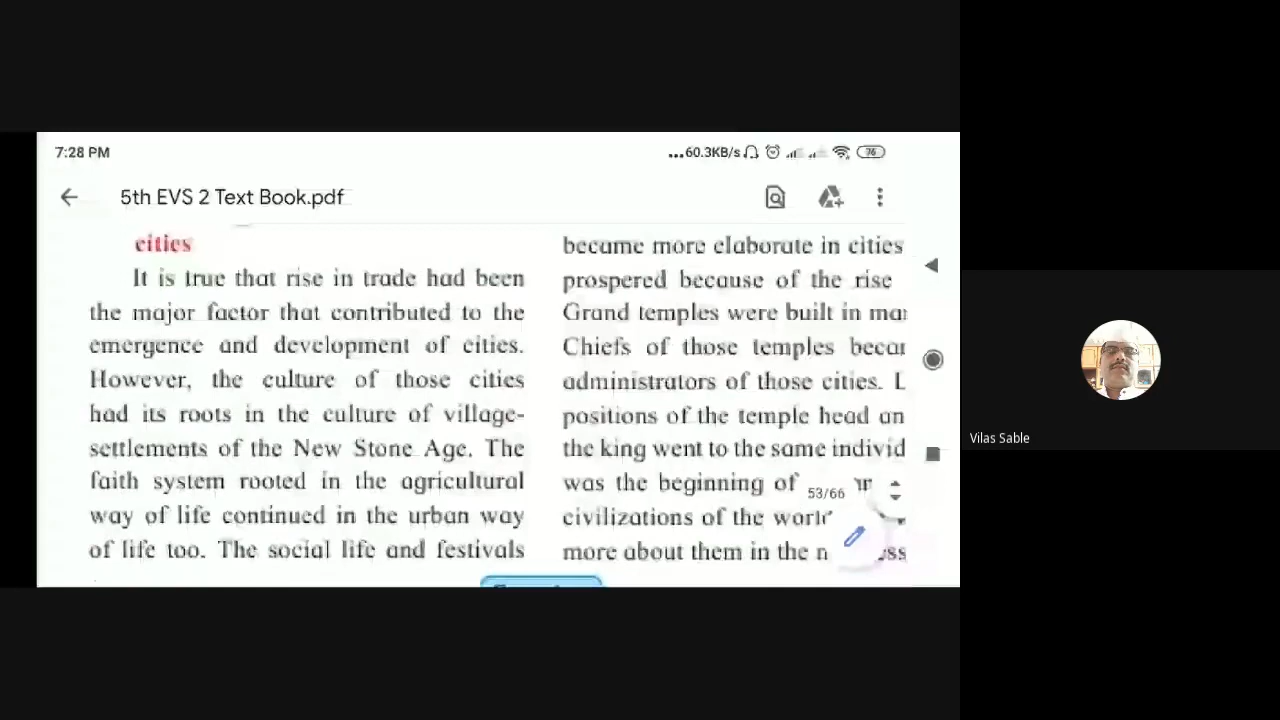 7:28 PM
...60.3KB/s
76
5th EVS 2 Text Book.pdf
cities
It is true that rise in trade had been
the major factor that contributed to the
emergence and development of cities.
However, the culture of those cities
had its roots in the culture of village-
settlements of the New Stone Age. The
faith system rooted in the agricultural
way of life continued in the urban way
of life too. The social life and festivals
became more elaborate in cities
prospered because of the rise
Grand temples were built in
Chiefs of those temples
administrators of those cities.
positions of the temple head
the king went to the same
was the beginning of
civilizations of the
more about them in the
53/66
Vilas Sable